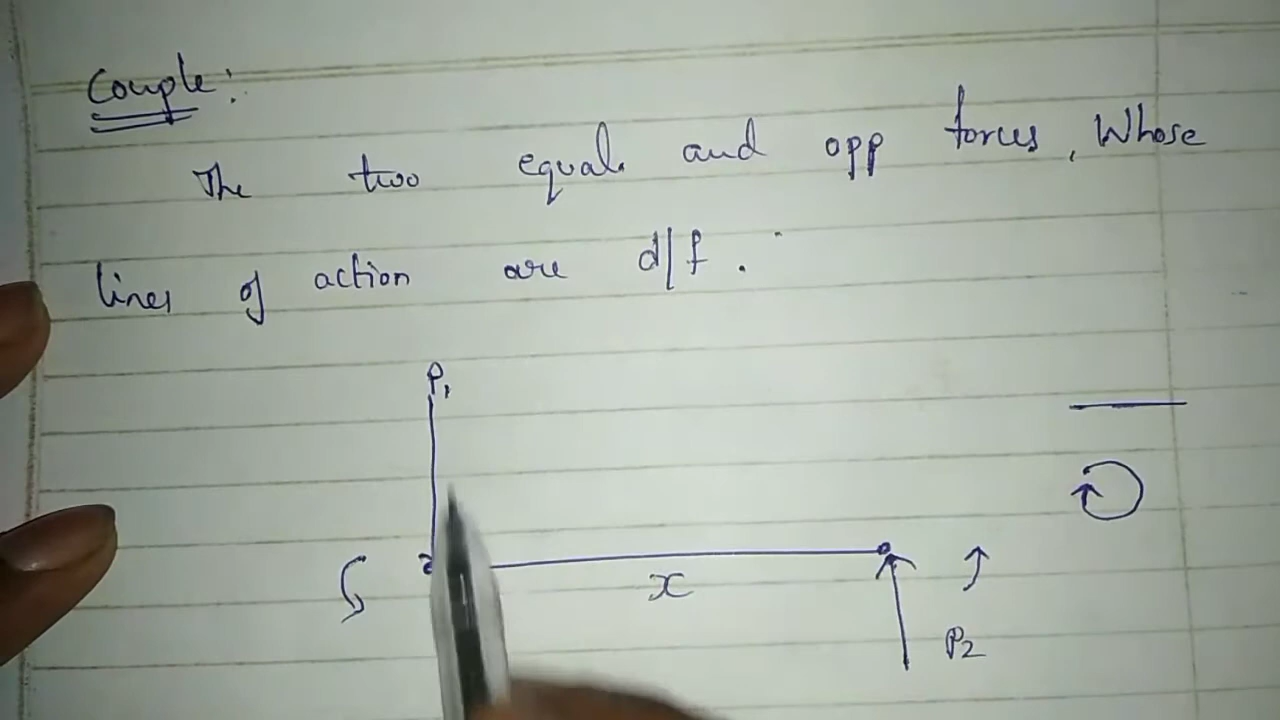 Couple:
The two equal and opp forces, Whose
lines of action are d/f.
P1
x
P2